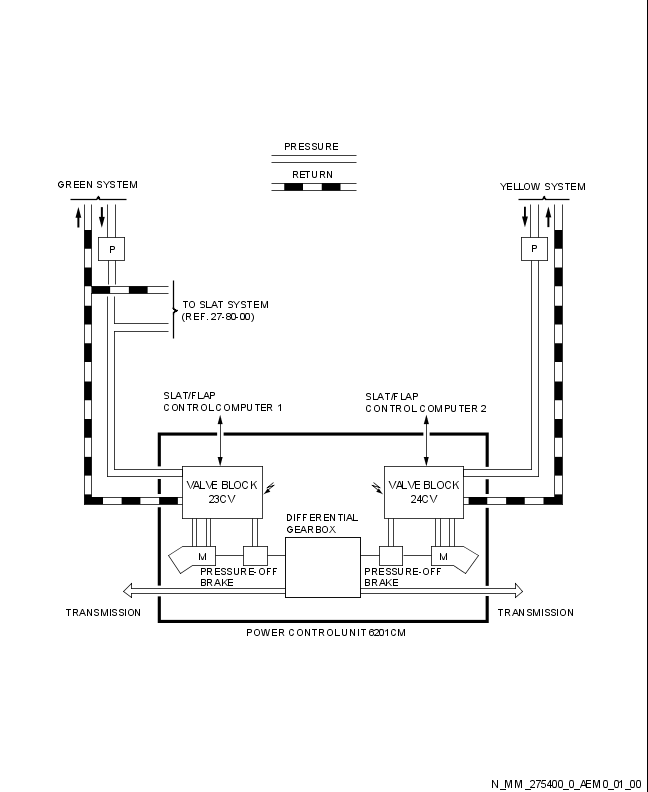 PRESSURE
RETURN
GREEN SYSTEM
YELLOW SYSTEM
P
P
TO SLAT SYSTEM
(REF. 27-80-00)
SLAT/FLAP
CONTROL COMPUTER 1
SLAT/FLAP
CONTROL COMPUTER 2
VALVE BLOCK
23CV
VALVE BLOCK
24CV
DIFFERENTIAL
GEARBOX
M
M
PRESSURE-OFF
BRAKE
PRESSURE-OFF
BRAKE
TRANSMISSION
TRANSMISSION
POWER CONTROL UNIT 6201CM
N_MM_275400_0_AEM0_01_00